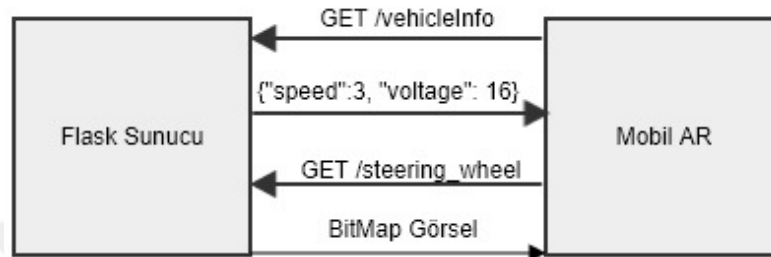 GET /vehicleInfo
{"speed":3, "voltage": 16}
Flask Sunucu
Mobil AR
GET /steering_wheel
BitMap Görsel